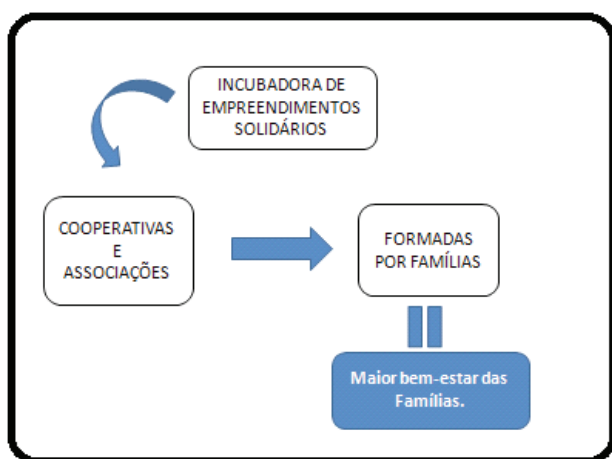 INCUBADORA DE
EMPREENDIMENTOS
SOLIDÁRIOS
COOPERATIVAS
E
ASSOCIAÇÕES
FORMADAS
POR FAMÍLIAS
Maior bem-estar das
Famílias.